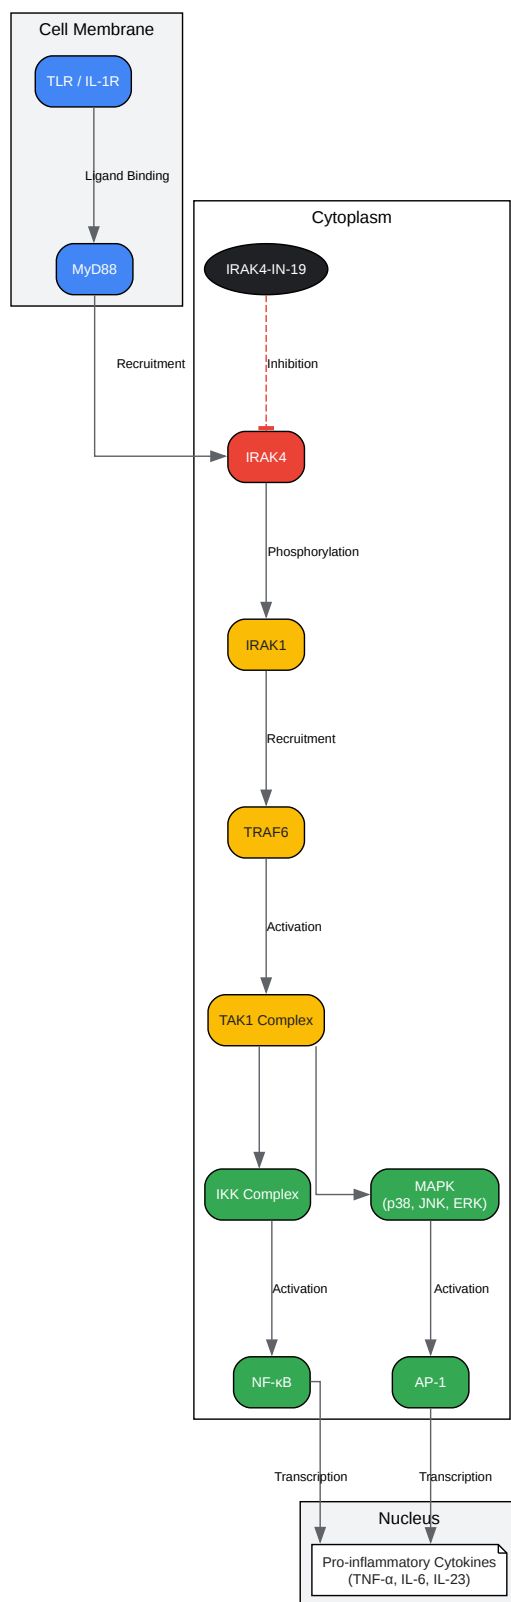 Cell Membrane
TLR / IL-1R
Ligand Binding
MyD88
Recruitment
Cytoplasm
IRAK4-IN-19
Inhibition
IRAK4
Phosphorylation
IRAK1
Recruitment
TRAF6
Activation
TAK1 Complex
IKK Complex
MAPK
(p38, JNK, ERK)
Activation
Activation
NF-κB
AP-1
Transcription
Transcription
Nucleus
Pro-inflammatory Cytokines
(TNF-α, IL-6, IL-23)